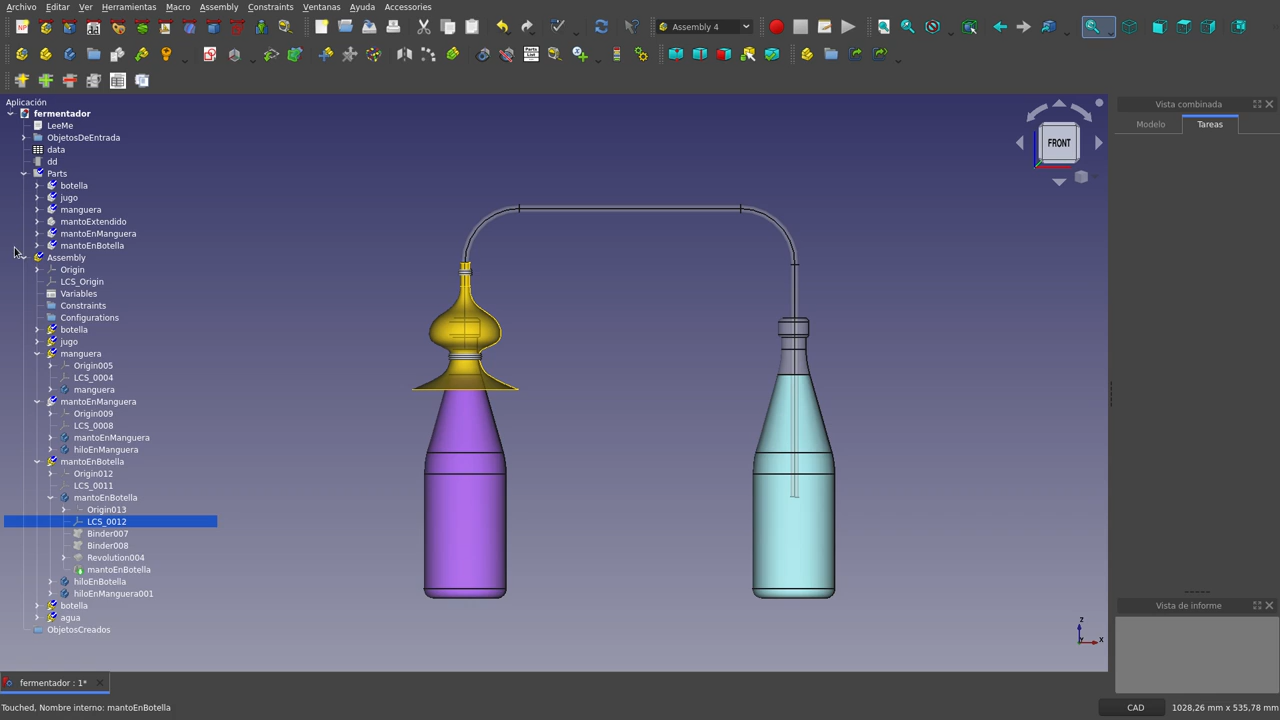 Archivo Editar Ver Herramientas Macro Assembly Constraints Ventanas Ayuda Accessories
Assembly 4
Aplicación
fermentador
LeeMe
ObjetosDeEntrada
data
dd
Parts
botella
jugo
manguera
mantoExtendido
mantoEnManguera
mantoEnBotella
Assembly
Origin
LCS_Origin
Variables
Constraints
Configurations
botella
jugo
manguera
Origin005
LCS_0004
manguera
mantoEnManguera
Origin009
LCS_0008
mantoEnManguera
hiloEnManguera
mantoEnBotella
Origin012
LCS_0011
mantoEnBotella
Origin013
LCS_0012
Binder007
Binder008
Revolution004
mantoEnBotella
hiloEnBotella
hiloEnManguera001
botella
agua
ObjetosCreados
FRONT
Z
Y
X
Vista combinada
Modelo Tareas
Vista de informe
fermentador : 1*
Touched, Nombre interno: mantoEnBotella
CAD
1028,26 mm x 535,78 mm